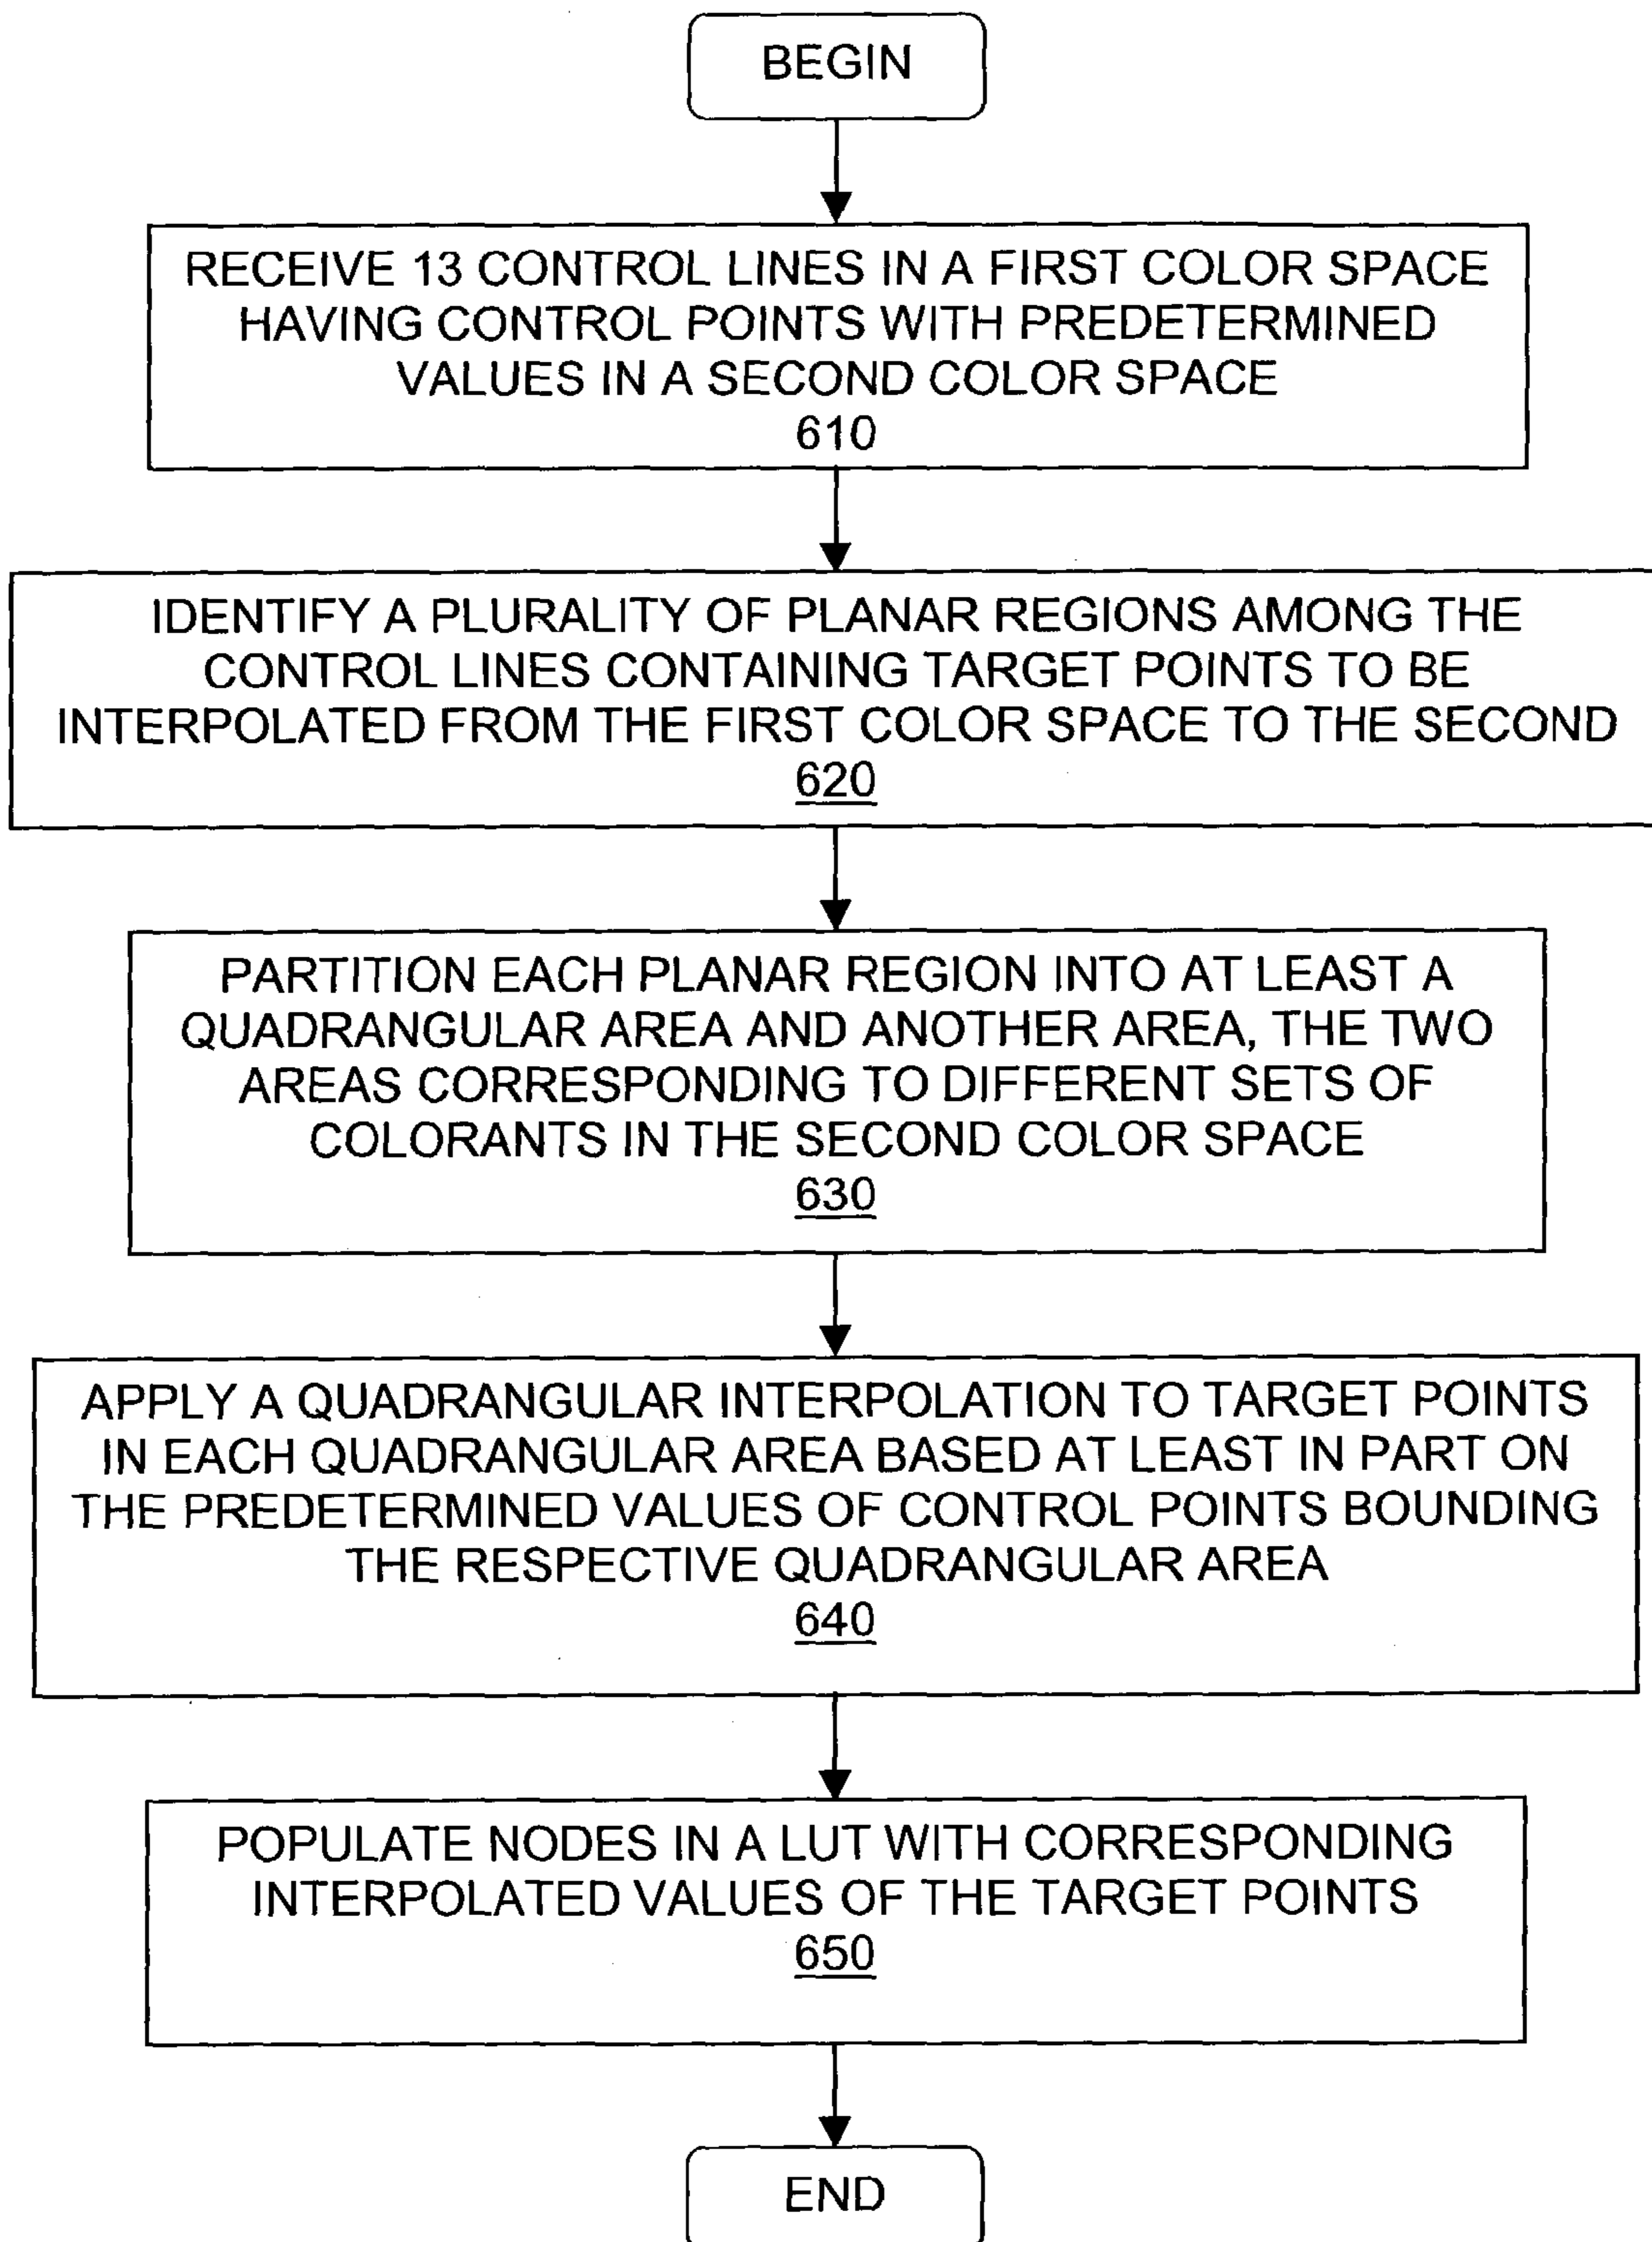 BEGIN
RECEIVE 13 CONTROL LINES IN A FIRST COLOR SPACE
HAVING CONTROL POINTS WITH PREDETERMINED
VALUES IN A SECOND COLOR SPACE
610
IDENTIFY A PLURALITY OF PLANAR REGIONS AMONG THE
CONTROL LINES CONTAINING TARGET POINTS TO BE
INTERPOLATED FROM THE FIRST COLOR SPACE TO THE SECOND
620
PARTITION EACH PLANAR REGION INTO AT LEAST A
QUADRANGULAR AREA AND ANOTHER AREA, THE TWO
AREAS CORRESPONDING TO DIFFERENT SETS OF
COLORANTS IN THE SECOND COLOR SPACE
630
APPLY A QUADRANGULAR INTERPOLATION TO TARGET POINTS
IN EACH QUADRANGULAR AREA BASED AT LEAST IN PART ON
THE PREDETERMINED VALUES OF CONTROL POINTS BOUNDING
THE RESPECTIVE QUADRANGULAR AREA
640
POPULATE NODES IN A LUT WITH CORRESPONDING
INTERPOLATED VALUES OF THE TARGET POINTS
650
END